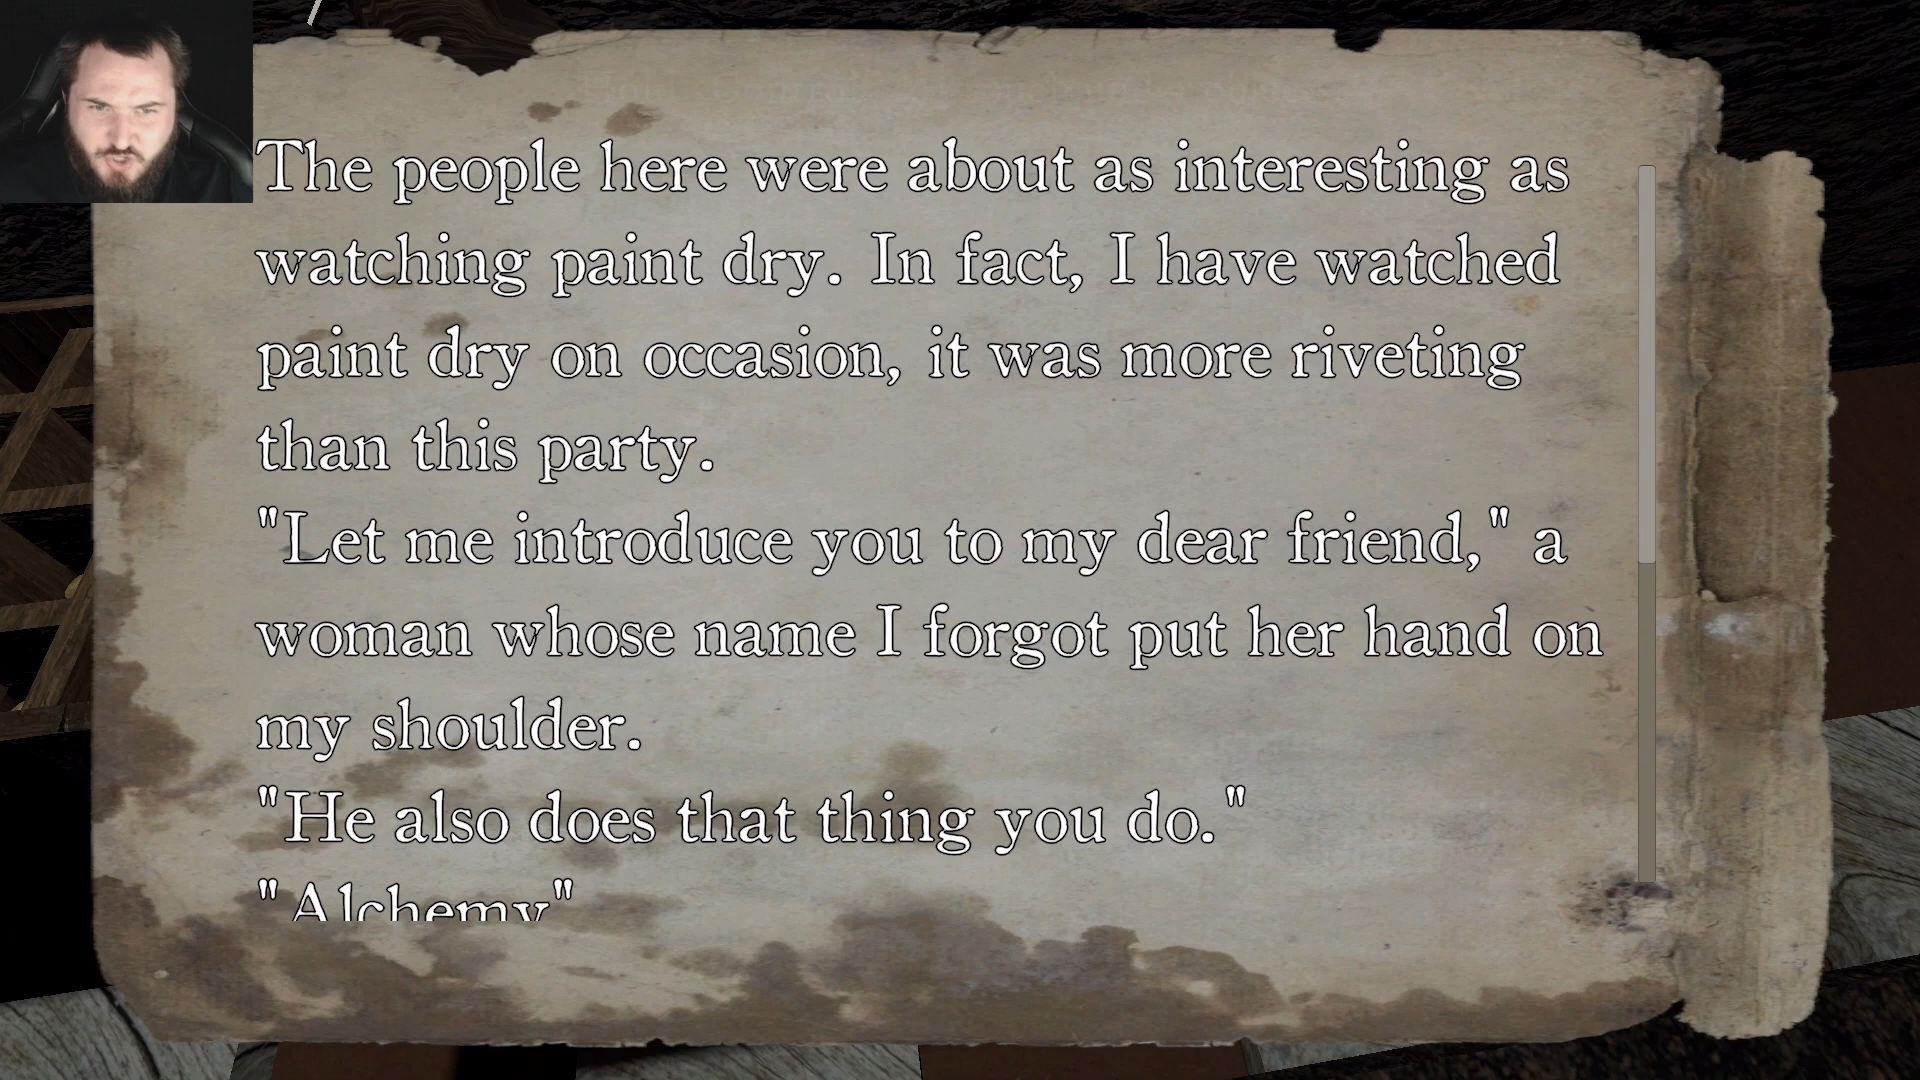 The people here were about as interesting as
watching paint dry. In fact, I have watched
paint dry on occasion, it was more riveting
than this party.
"Let me introduce you to my dear friend," a
woman whose name I forgot put her hand on
my shoulder.
"He also does that thing you do."
"Alchemy"